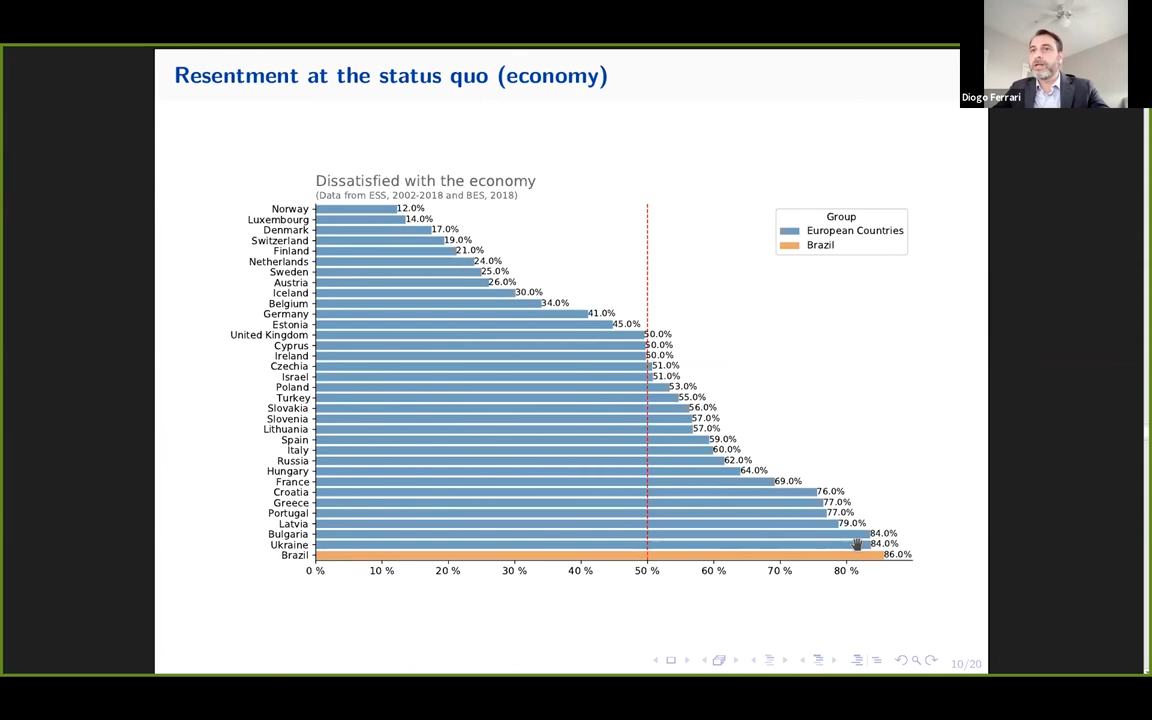 Resentment at the status quo (economy)
Diogo Ferrari
Dissatisfied with the economy
(Data from ESS, 2002-2018 and BES, 2018)
Group
European Countries
Brazil
Norway 12.0%
Luxembourg 14.0%
Denmark 17.0%
Switzerland 19.0%
Finland 21.0%
Netherlands 24.0%
Sweden 25.0%
Austria 26.0%
Iceland 30.0%
Belgium 34.0%
Germany 41.0%
Estonia 45.0%
United Kingdom 50.0%
Cyprus 50.0%
Ireland 50.0%
Czechia 51.0%
Israel 51.0%
Poland 53.0%
Turkey 55.0%
Slovakia 56.0%
Slovenia 57.0%
Lithuania 57.0%
Spain 59.0%
Italy 60.0%
Russia 62.0%
Hungary 64.0%
France 69.0%
Croatia 76.0%
Greece 77.0%
Portugal 77.0%
Latvia 79.0%
Bulgaria 84.0%
Ukraine 84.0%
Brazil 86.0%
0 % 10 % 20 % 30 % 40 % 50 % 60 % 70 % 80 %
10/20